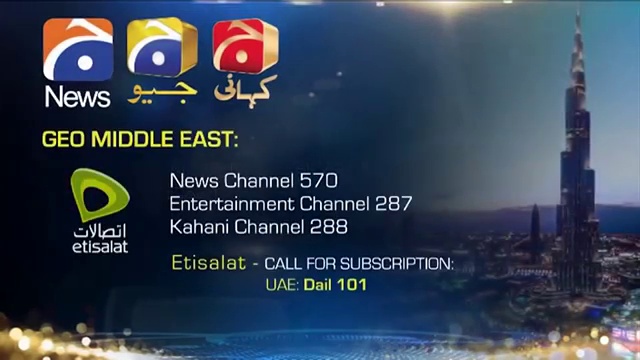 News
جیو
کہانی
GEO MIDDLE EAST:
اتصالات
etisalat
News Channel 570
Entertainment Channel 287
Kahani Channel 288
Etisalat - CALL FOR SUBSCRIPTION:
UAE: Dail 101